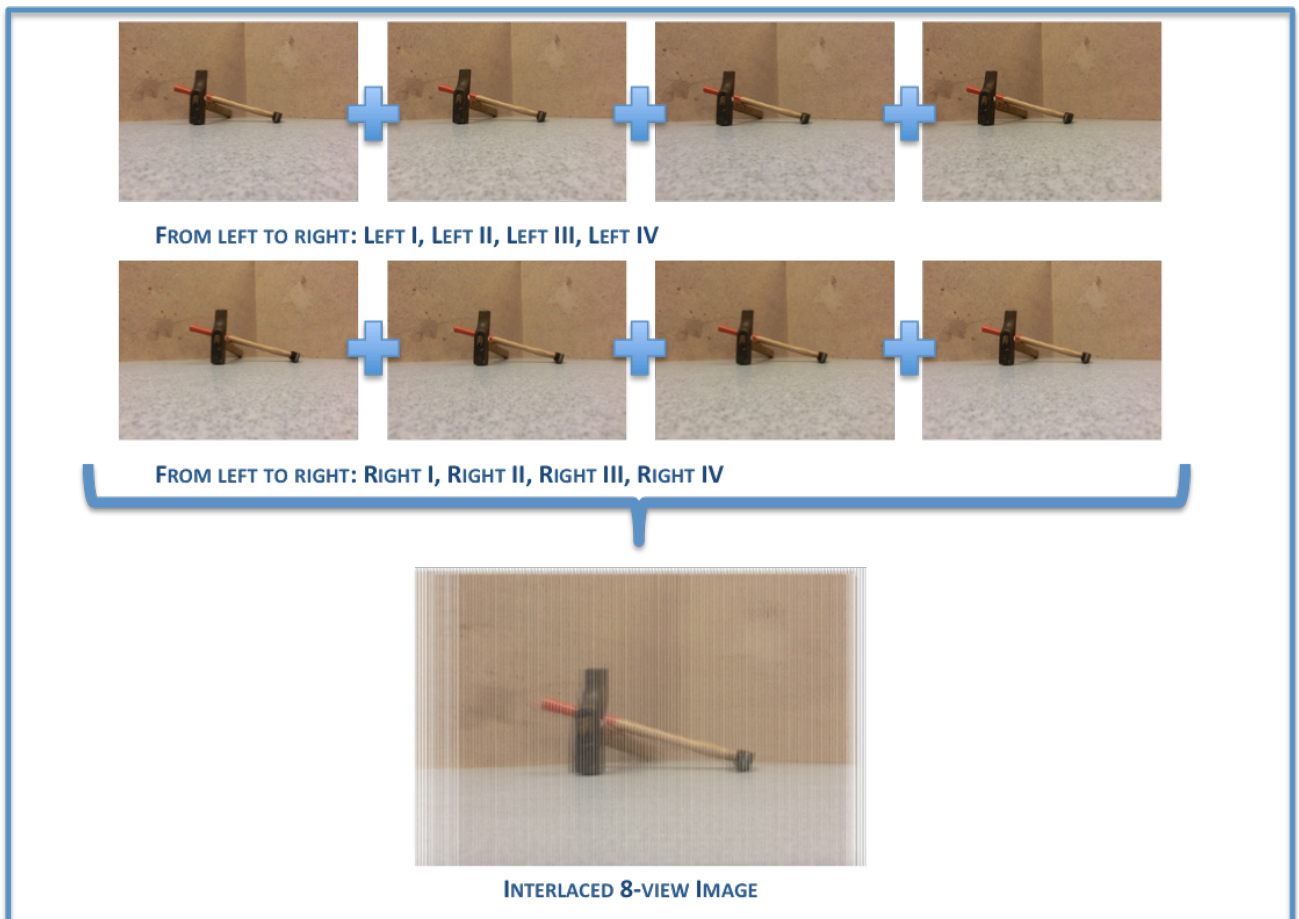 From left to right: Left I, Left II, Left III, Left IV
From left to right: Right I, Right II, Right III, Right IV
Interlaced 8-view Image